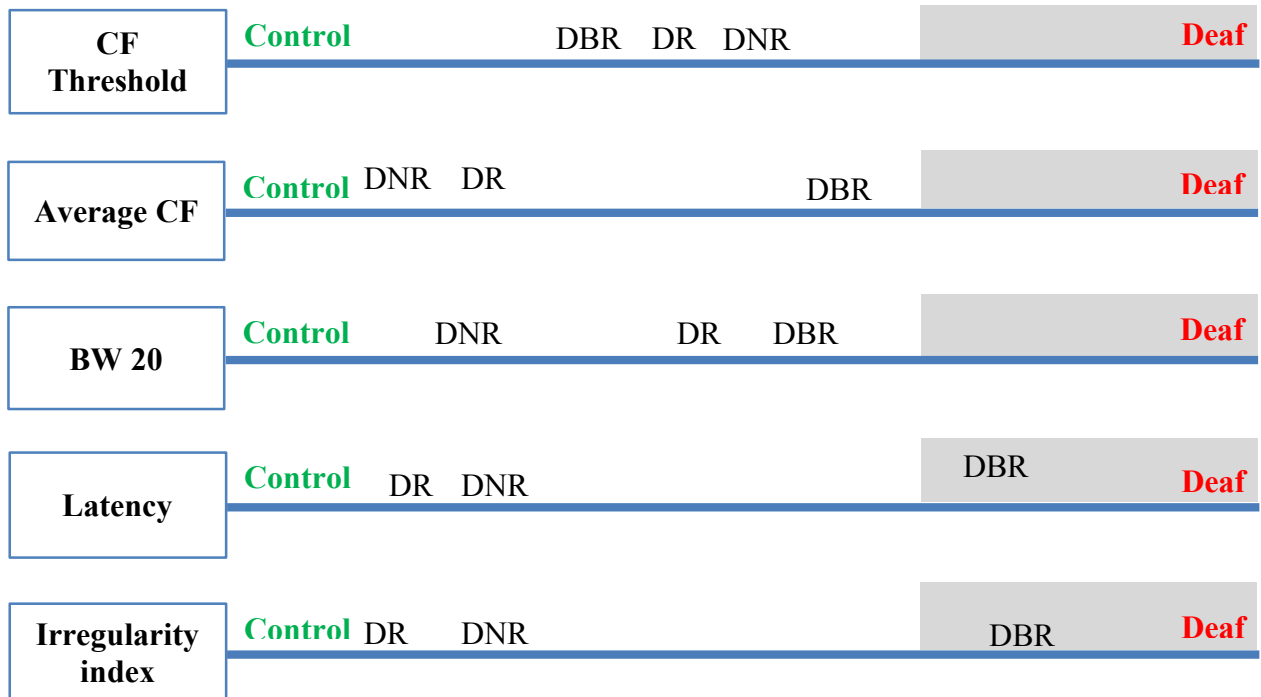 CF
Threshold
Control DBR DR DNR Deaf
Average CF
Control DNR DR DBR Deaf
BW 20
Control DNR DR DBR Deaf
Latency
Control DR DNR DBR Deaf
Irregularity
index
Control DR DNR DBR Deaf